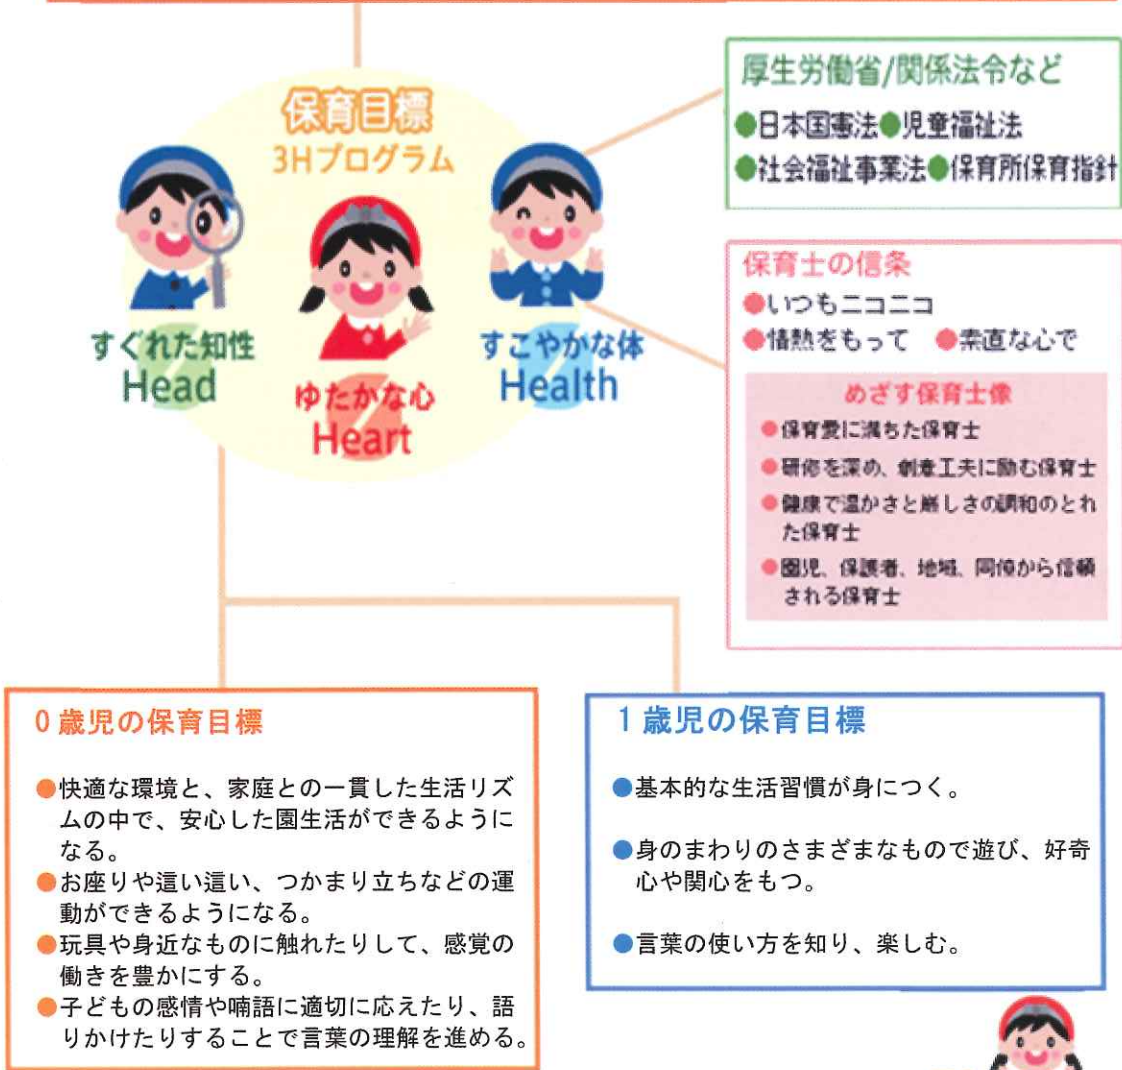 保育目標
3Hプログラム
すぐれた知性
Head
ゆたかな心
Heart
すこやかな体
Health
厚生労働省/関係法令など
●日本国憲法●児童福祉法
●社会福祉事業法●保育所保育指針
保育士の信条
●いつもニコニコ
●情熱をもって ●素直な心で
めざす保育士像
●保育愛に満ちた保育士
●研修を深め、創意工夫に励む保育士
●健康で温かさと厳しさの調和のとれ
た保育士
●園児、保護者、地域、同僚から信頼
される保育士
0歳児の保育目標
●快適な環境と、家庭との一貫した生活リズ
ムの中で、安心した園生活ができるように
なる。
●お座りや這い這い、つかまり立ちなどの運
動ができるようになる。
●玩具や身近なものに触れたりして、感覚の
働きを豊かにする。
●子どもの感情や喃語に適切に応えたり、語
りかけたりすることで言葉の理解を進める。
1歳児の保育目標
●基本的な生活習慣が身につく。
●身のまわりのさまざまなもので遊び、好奇
心や関心をもつ。
●言葉の使い方を知り、楽しむ。